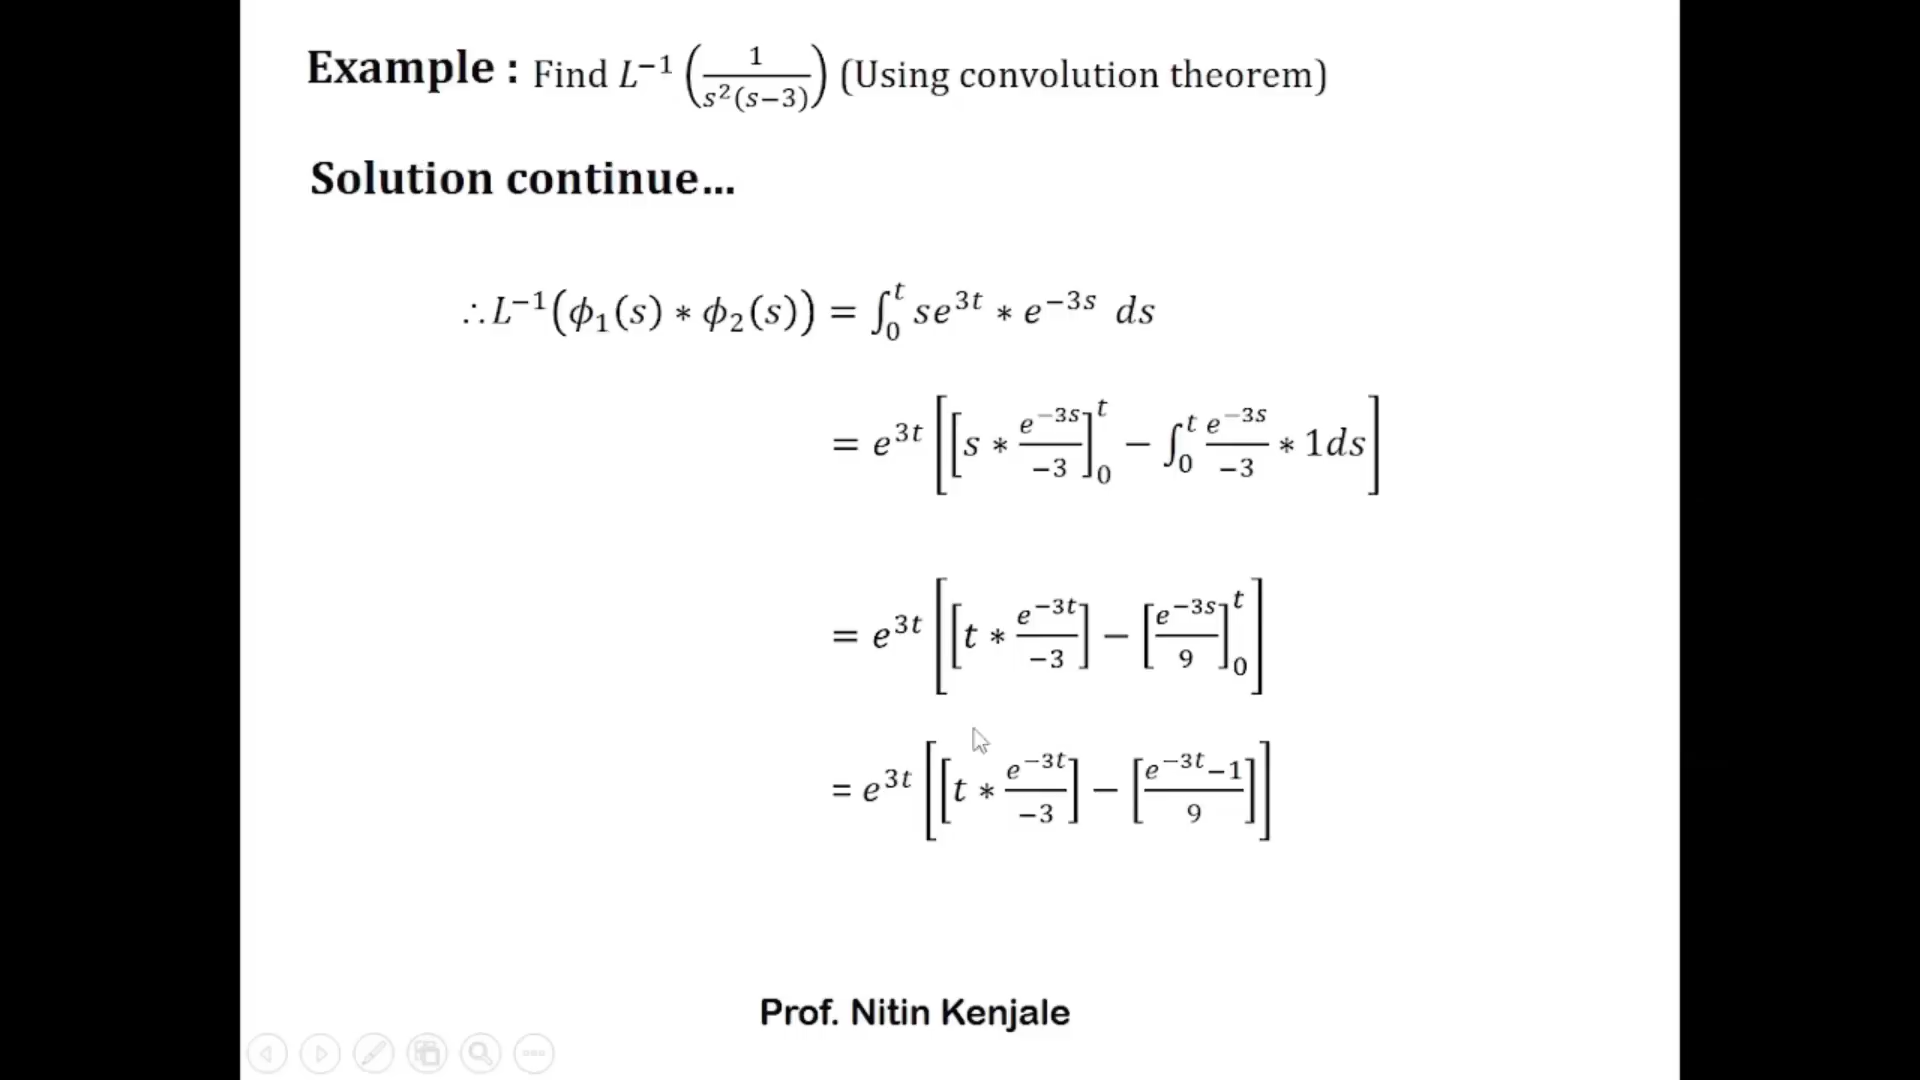 Example : Find L⁻¹ (1/(s²(s−3))) (Using convolution theorem)
Solution continue...
∴ L⁻¹(ϕ₁(s) ∗ ϕ₂(s)) = ∫₀ᵗ se³ᵗ ∗ e⁻³ˢ ds
= e³ᵗ [[s ∗ e⁻³ˢ/−3]₀ᵗ − ∫₀ᵗ e⁻³ˢ/−3 ∗ 1ds]
= e³ᵗ [[t ∗ e⁻³ᵗ/−3] − [e⁻³ˢ/9]₀ᵗ]
= e³ᵗ [[t ∗ e⁻³ᵗ/−3] − [(e⁻³ᵗ−1)/9]]
Prof. Nitin Kenjale